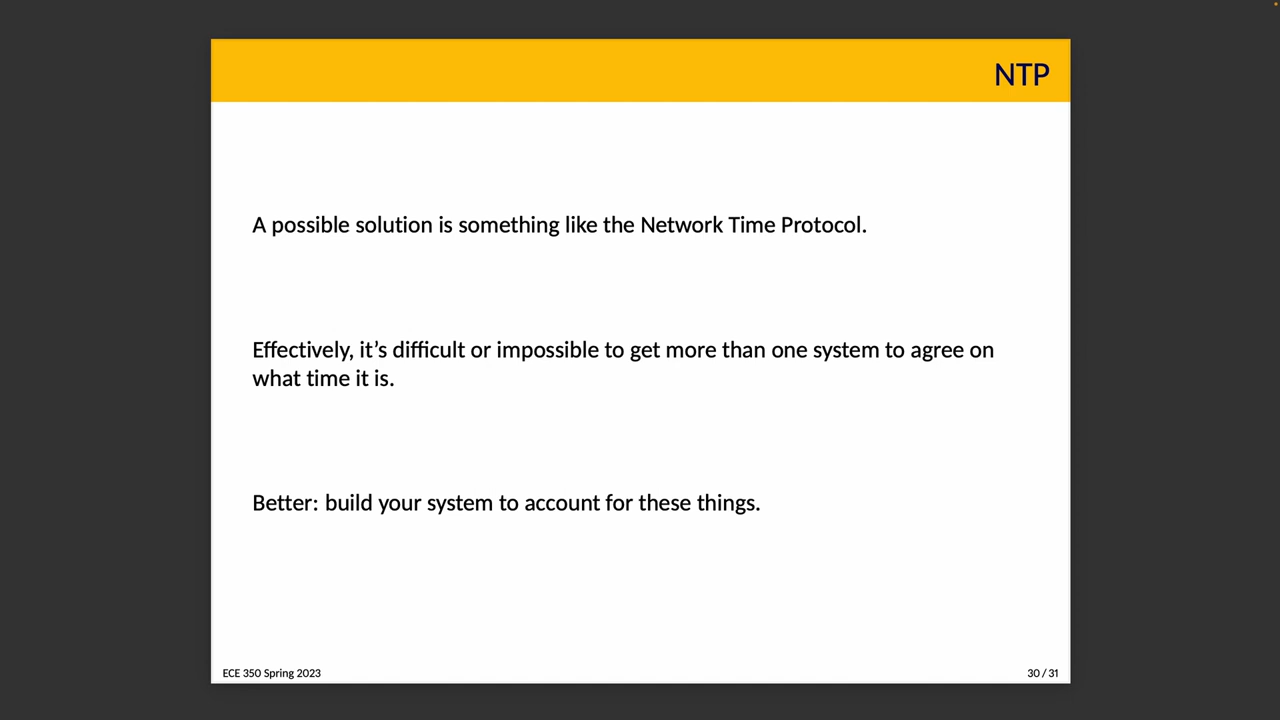 NTP
A possible solution is something like the Network Time Protocol.
Effectively, it’s difficult or impossible to get more than one system to agree on
what time it is.
Better: build your system to account for these things.
ECE 350 Spring 2023
30 / 31